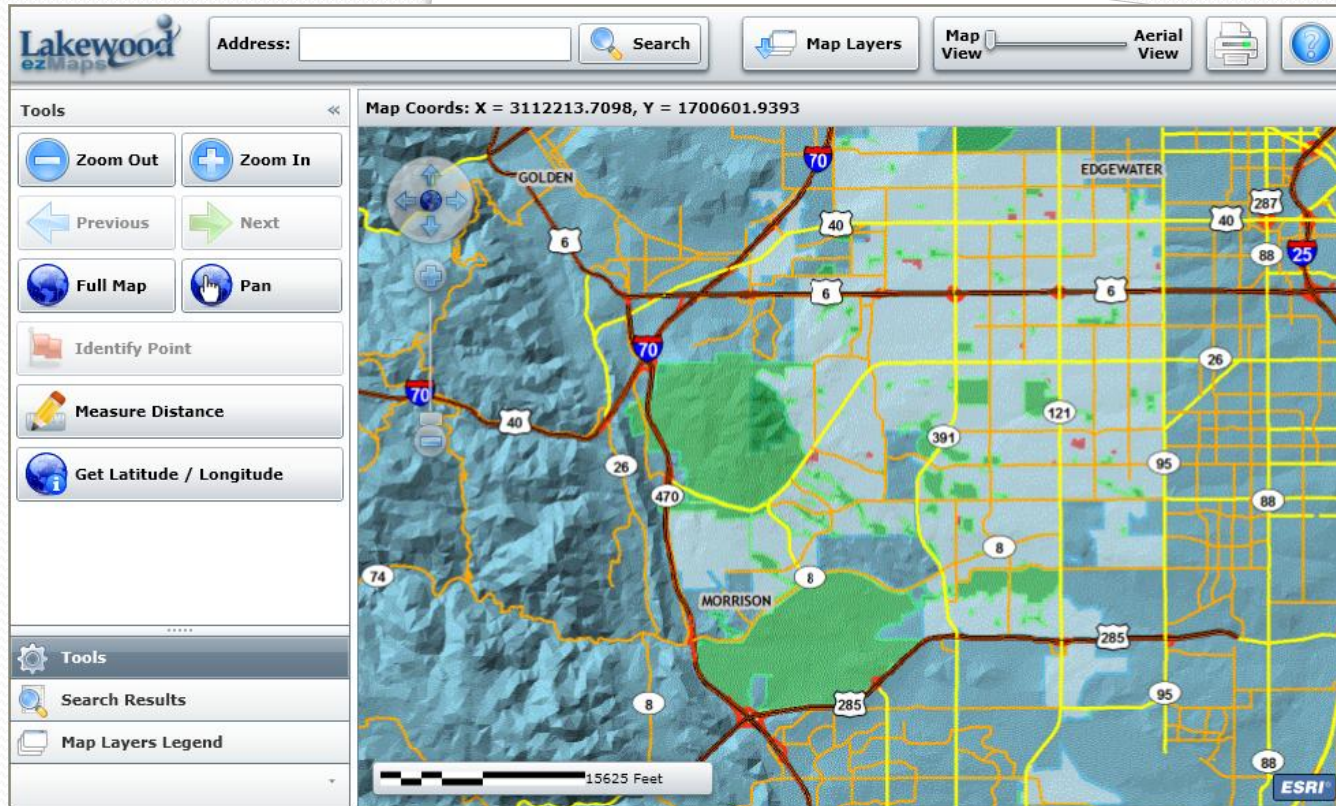 Lakewood
ezMaps
Address:
Search
Map Layers
Map View
Aerial View
Tools
Map Coords: X = 3112213.7098, Y = 1700601.9393
Zoom Out
Zoom In
Previous
Next
Full Map
Pan
Identify Point
Measure Distance
Get Latitude / Longitude
Tools
Search Results
Map Layers Legend
GOLDEN
70
EDGEWATER
287
40
40
6
88
25
6
6
70
26
70
40
121
391
26
95
470
88
8
74
8
MORRISON
285
8
285
95
88
15625 Feet
ESRI